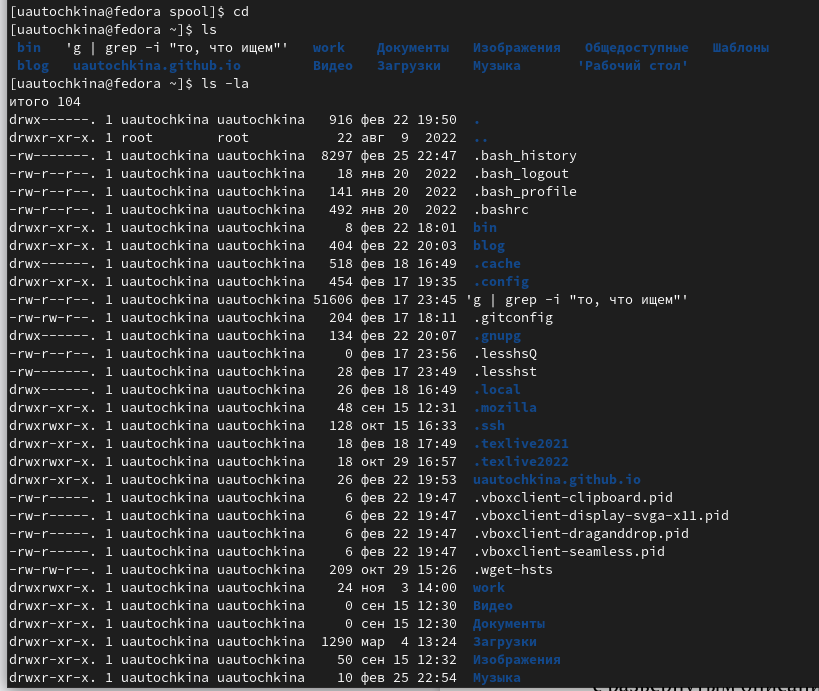 [uautochkina@fedora spool]$ cd
[uautochkina@fedora ~]$ ls
bin 'g | grep -i "то, что ищем"' work Документы Изображения Общедоступные Шаблоны
blog uautochkina.github.io Видео Загрузки Музыка 'Рабочий стол'
[uautochkina@fedora ~]$ ls -la
итого 104
drwx------. 1 uautochkina uautochkina 916 фев 22 19:50 .
drwxr-xr-x. 1 root root 22 авг 9 2022 ..
-rw-------. 1 uautochkina uautochkina 8297 фев 25 22:47 .bash_history
-rw-r--r--. 1 uautochkina uautochkina 18 янв 20 2022 .bash_logout
-rw-r--r--. 1 uautochkina uautochkina 141 янв 20 2022 .bash_profile
-rw-r--r--. 1 uautochkina uautochkina 492 янв 20 2022 .bashrc
drwxr-xr-x. 1 uautochkina uautochkina 8 фев 22 18:01 bin
drwxr-xr-x. 1 uautochkina uautochkina 404 фев 22 20:03 blog
drwx------. 1 uautochkina uautochkina 518 фев 18 16:49 .cache
drwxr-xr-x. 1 uautochkina uautochkina 454 фев 17 19:35 .config
-rw-r--r--. 1 uautochkina uautochkina 51606 фев 17 23:45 'g | grep -i "то, что ищем"'
-rw-rw-r--. 1 uautochkina uautochkina 204 фев 17 18:11 .gitconfig
drwx------. 1 uautochkina uautochkina 134 фев 22 20:07 .gnupg
-rw-r--r--. 1 uautochkina uautochkina 0 фев 17 23:56 .lesshsQ
-rw-------. 1 uautochkina uautochkina 28 фев 17 23:49 .lesshst
drwx------. 1 uautochkina uautochkina 26 фев 18 16:49 .local
drwxr-xr-x. 1 uautochkina uautochkina 48 сен 15 12:31 .mozilla
drwxrwxr-x. 1 uautochkina uautochkina 128 окт 15 16:33 .ssh
drwxr-xr-x. 1 uautochkina uautochkina 18 фев 18 17:49 .texlive2021
drwxrwxr-x. 1 uautochkina uautochkina 18 окт 29 16:57 .texlive2022
drwxr-xr-x. 1 uautochkina uautochkina 26 фев 22 19:53 uautochkina.github.io
-rw-r-----. 1 uautochkina uautochkina 6 фев 22 19:47 .vboxclient-clipboard.pid
-rw-r-----. 1 uautochkina uautochkina 6 фев 22 19:47 .vboxclient-display-svga-x11.pid
-rw-r-----. 1 uautochkina uautochkina 6 фев 22 19:47 .vboxclient-draganddrop.pid
-rw-r-----. 1 uautochkina uautochkina 6 фев 22 19:47 .vboxclient-seamless.pid
-rw-rw-r--. 1 uautochkina uautochkina 209 окт 29 15:26 .wget-hsts
drwxrwxr-x. 1 uautochkina uautochkina 24 ноя 3 14:00 work
drwxr-xr-x. 1 uautochkina uautochkina 0 сен 15 12:30 Видео
drwxr-xr-x. 1 uautochkina uautochkina 0 сен 15 12:30 Документы
drwxr-xr-x. 1 uautochkina uautochkina 1290 мар 4 13:24 Загрузки
drwxr-xr-x. 1 uautochkina uautochkina 50 сен 15 12:32 Изображения
drwxr-xr-x. 1 uautochkina uautochkina 10 фев 25 22:54 Музыка